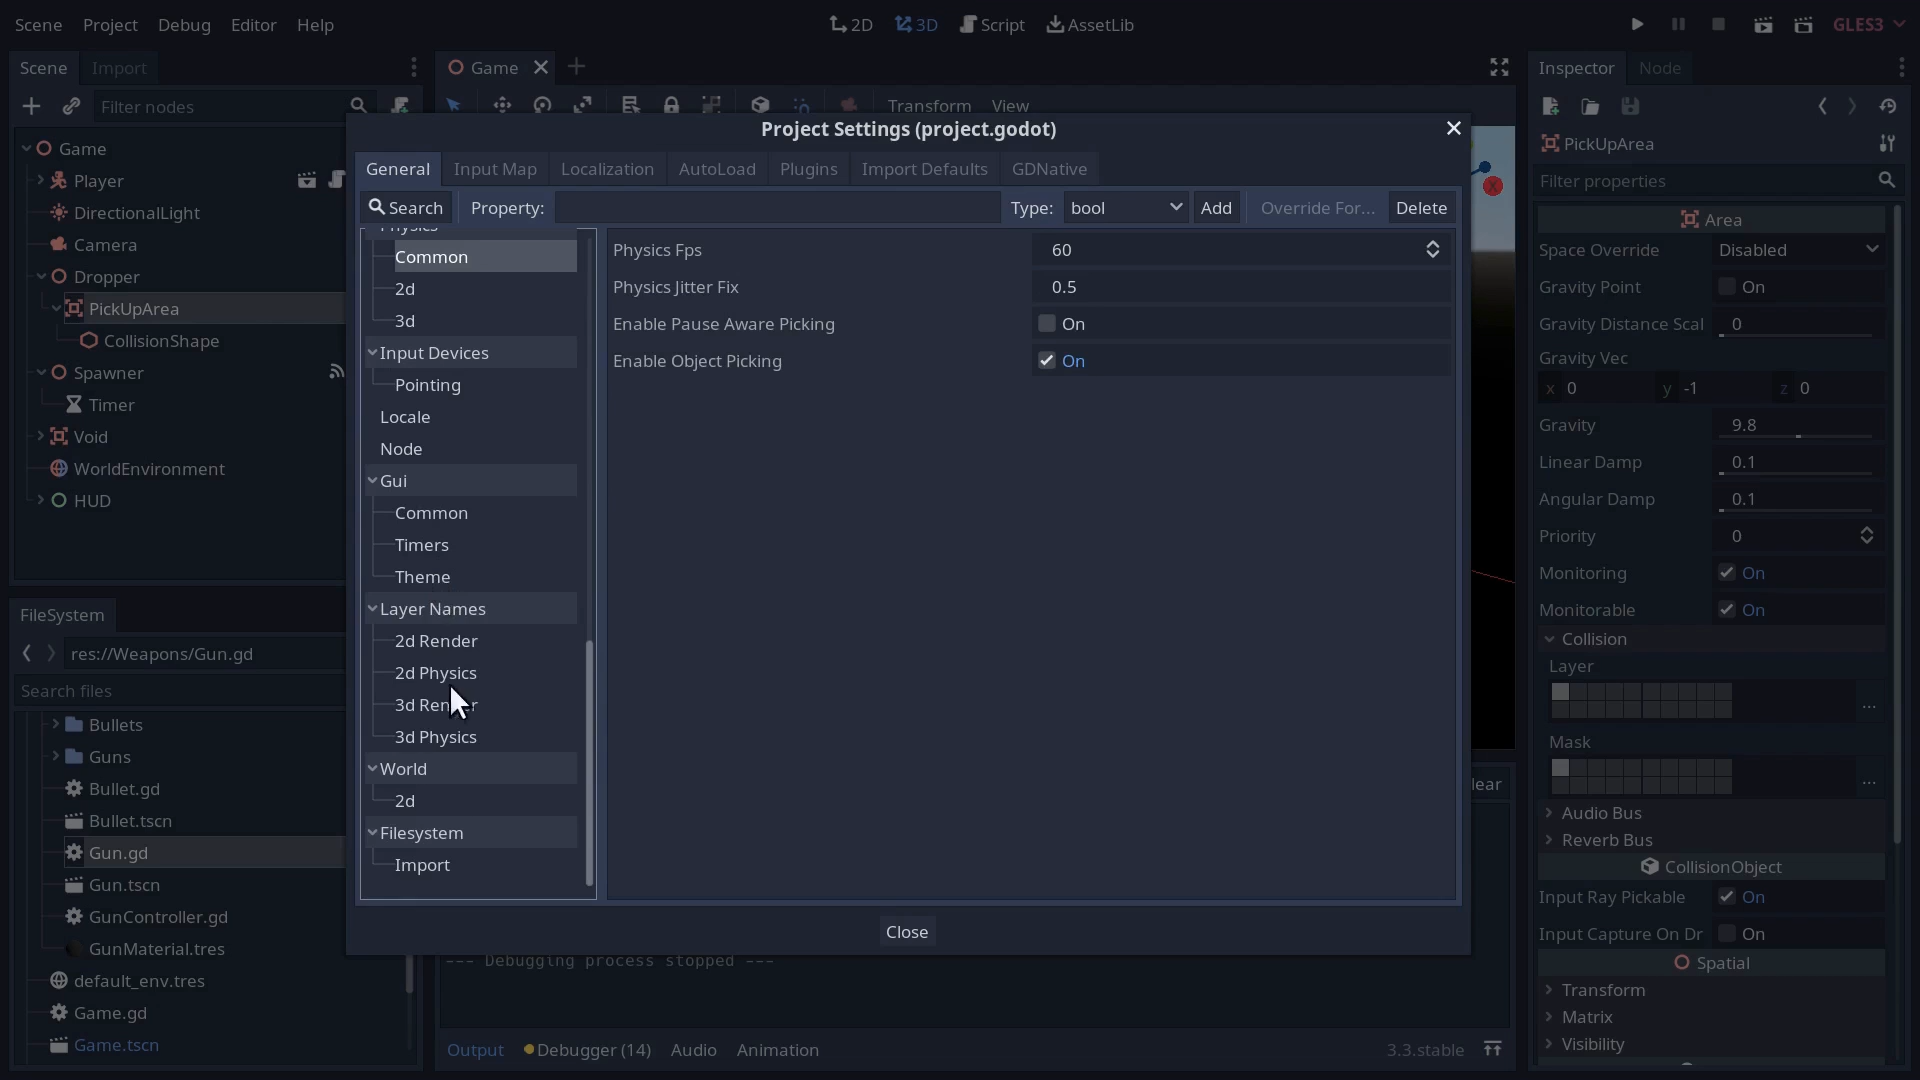 Scene Project Debug Editor Help
2D 3D Script AssetLib
GLES3
Scene Import
Filter nodes
Game
Player
DirectionalLight
Camera
Dropper
PickUpArea
CollisionShape
Spawner
Timer
Void
WorldEnvironment
HUD
FileSystem
res://Weapons/Gun.gd
Search files
Bullets
Guns
Bullet.gd
Bullet.tscn
Gun.gd
Gun.tscn
GunController.gd
GunMaterial.tres
default_env.tres
Game.gd
Game.tscn
Game
Transform View
Project Settings (project.godot)
General Input Map Localization AutoLoad Plugins Import Defaults GDNative
Search Property: Type: bool Add Override For... Delete
Physics
Common
2d
3d
Input Devices
Pointing
Locale
Node
Gui
Common
Timers
Theme
Layer Names
2d Render
2d Physics
3d Render
3d Physics
World
2d
Filesystem
Import
Physics Fps 60
Physics Jitter Fix 0.5
Enable Pause Aware Picking On
Enable Object Picking On
Close
X
lear
--- Debugging process stopped ---
Output Debugger (14) Audio Animation 3.3.stable
Inspector Node
PickUpArea
Filter properties
Area
Space Override Disabled
Gravity Point On
Gravity Distance Scal 0
Gravity Vec
x 0 y -1 z 0
Gravity 9.8
Linear Damp 0.1
Angular Damp 0.1
Priority 0
Monitoring On
Monitorable On
Collision
Layer
...
Mask
...
Audio Bus
Reverb Bus
CollisionObject
Input Ray Pickable On
Input Capture On Dr On
Spatial
Transform
Matrix
Visibility